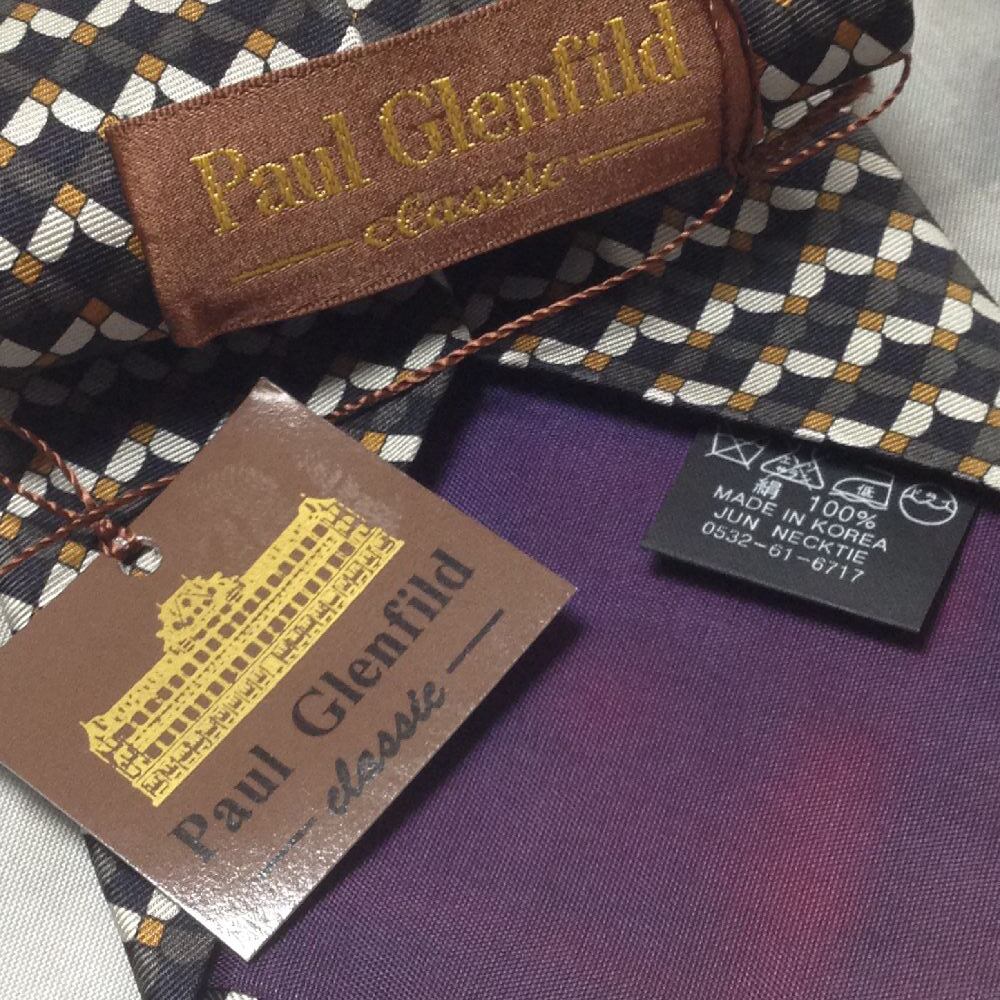 Paul Glenfild
classic
絹 100%
MADE IN KOREA
JUN NECKTIE
0532-61-6717
Paul Glenfild
classic